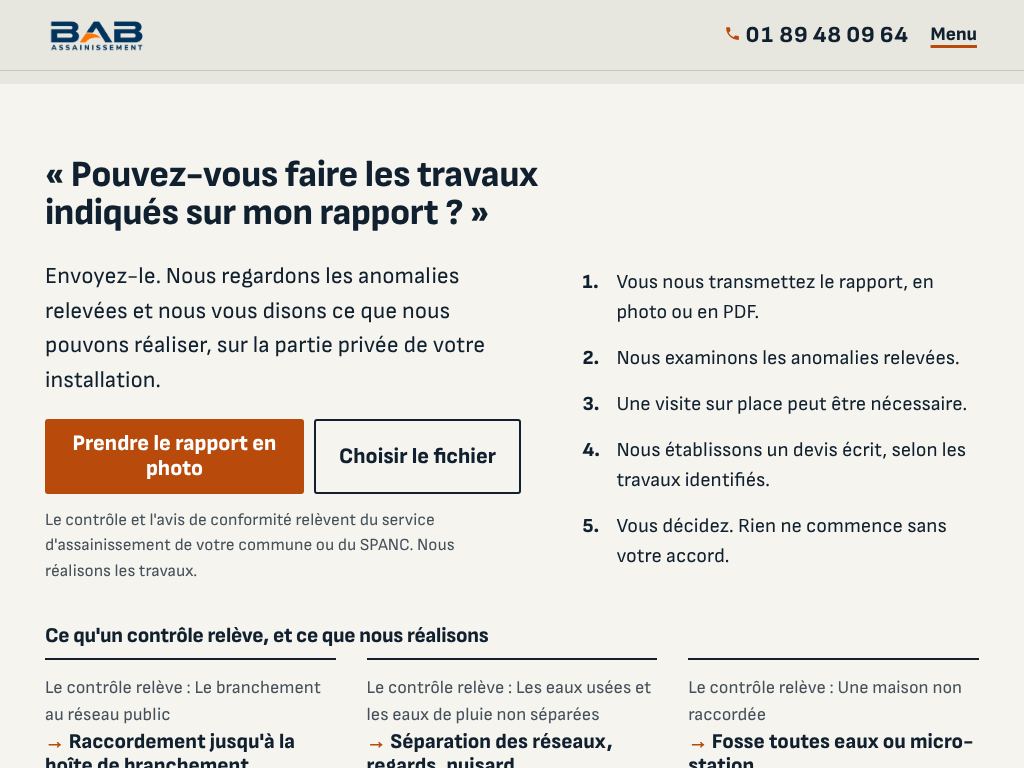 BAB
ASSAINISSEMENT
01 89 48 09 64
Menu
« Pouvez-vous faire les travaux
indiqués sur mon rapport ? »
Envoyez-le. Nous regardons les anomalies
relevées et nous vous disons ce que nous
pouvons réaliser, sur la partie privée de votre
installation.
Prendre le rapport en
photo
Choisir le fichier
Le contrôle et l'avis de conformité relèvent du service
d'assainissement de votre commune ou du SPANC. Nous
réalisons les travaux.
1. Vous nous transmettez le rapport, en
photo ou en PDF.
2. Nous examinons les anomalies relevées.
3. Une visite sur place peut être nécessaire.
4. Nous établissons un devis écrit, selon les
travaux identifiés.
5. Vous décidez. Rien ne commence sans
votre accord.
Ce qu'un contrôle relève, et ce que nous réalisons
Le contrôle relève : Le branchement
au réseau public
→ Raccordement jusqu'à la
boîte de branchement
Le contrôle relève : Les eaux usées et
les eaux de pluie non séparées
→ Séparation des réseaux,
regards, puisard
Le contrôle relève : Une maison non
raccordée
→ Fosse toutes eaux ou micro-
station